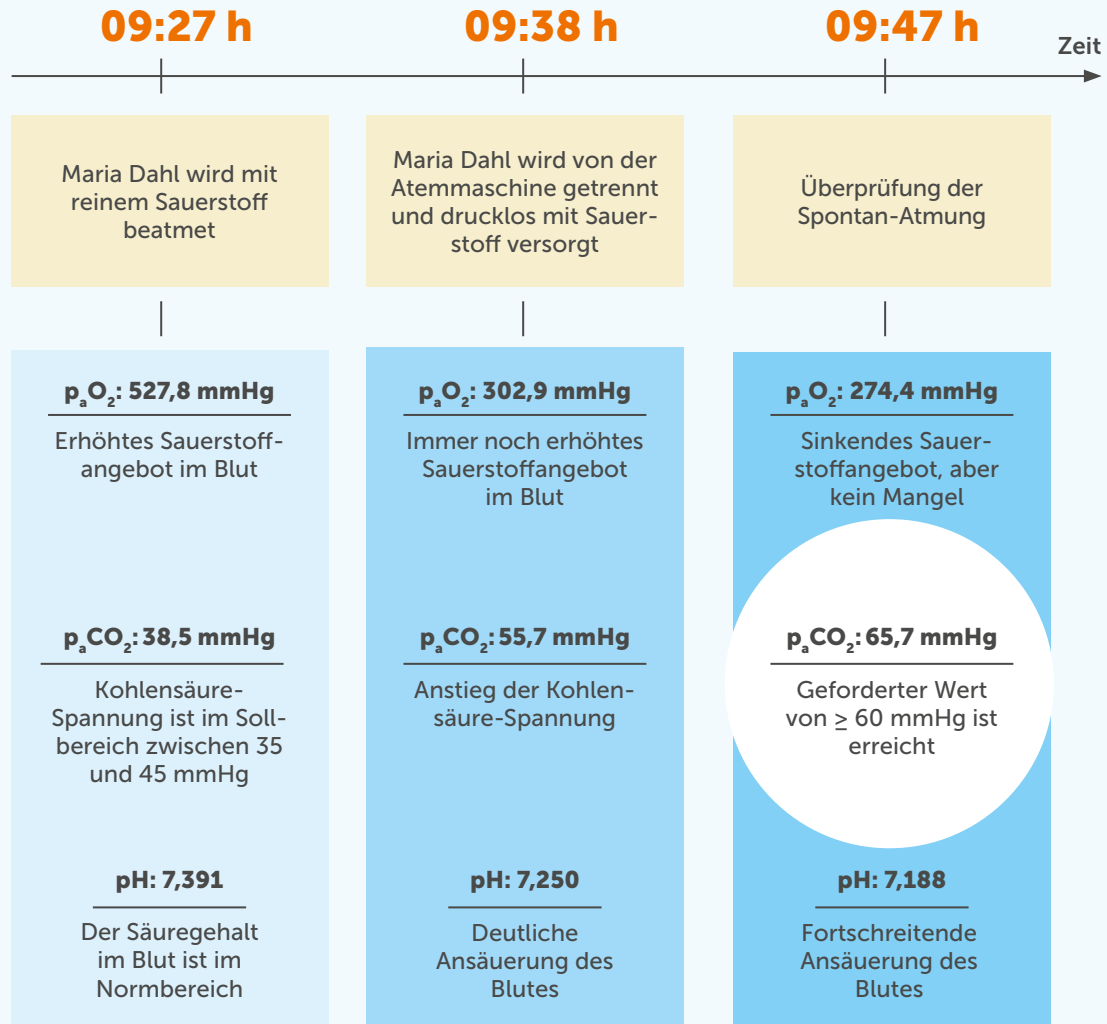 09:27 h
09:38 h
09:47 h
Zeit
Maria Dahl wird mit
reinem Sauerstoff
beatmet
Maria Dahl wird von der
Atemmaschine getrennt
und drucklos mit Sauer-
stoff versorgt
Überprüfung der
Spontan-Atmung
pₐO₂: 527,8 mmHg
Erhöhtes Sauerstoff-
angebot im Blut
pₐCO₂: 38,5 mmHg
Kohlensäure-
Spannung ist im Soll-
bereich zwischen 35
und 45 mmHg
pH: 7,391
Der Säuregehalt
im Blut ist im
Normbereich
pₐO₂: 302,9 mmHg
Immer noch erhöhtes
Sauerstoffangebot
im Blut
pₐCO₂: 55,7 mmHg
Anstieg der Kohlen-
säure-Spannung
pH: 7,250
Deutliche
Ansäuerung des
Blutes
pₐO₂: 274,4 mmHg
Sinkendes Sauer-
stoffangebot, aber
kein Mangel
pₐCO₂: 65,7 mmHg
Geforderter Wert
von ≥ 60 mmHg ist
erreicht
pH: 7,188
Fortschreitende
Ansäuerung des
Blutes